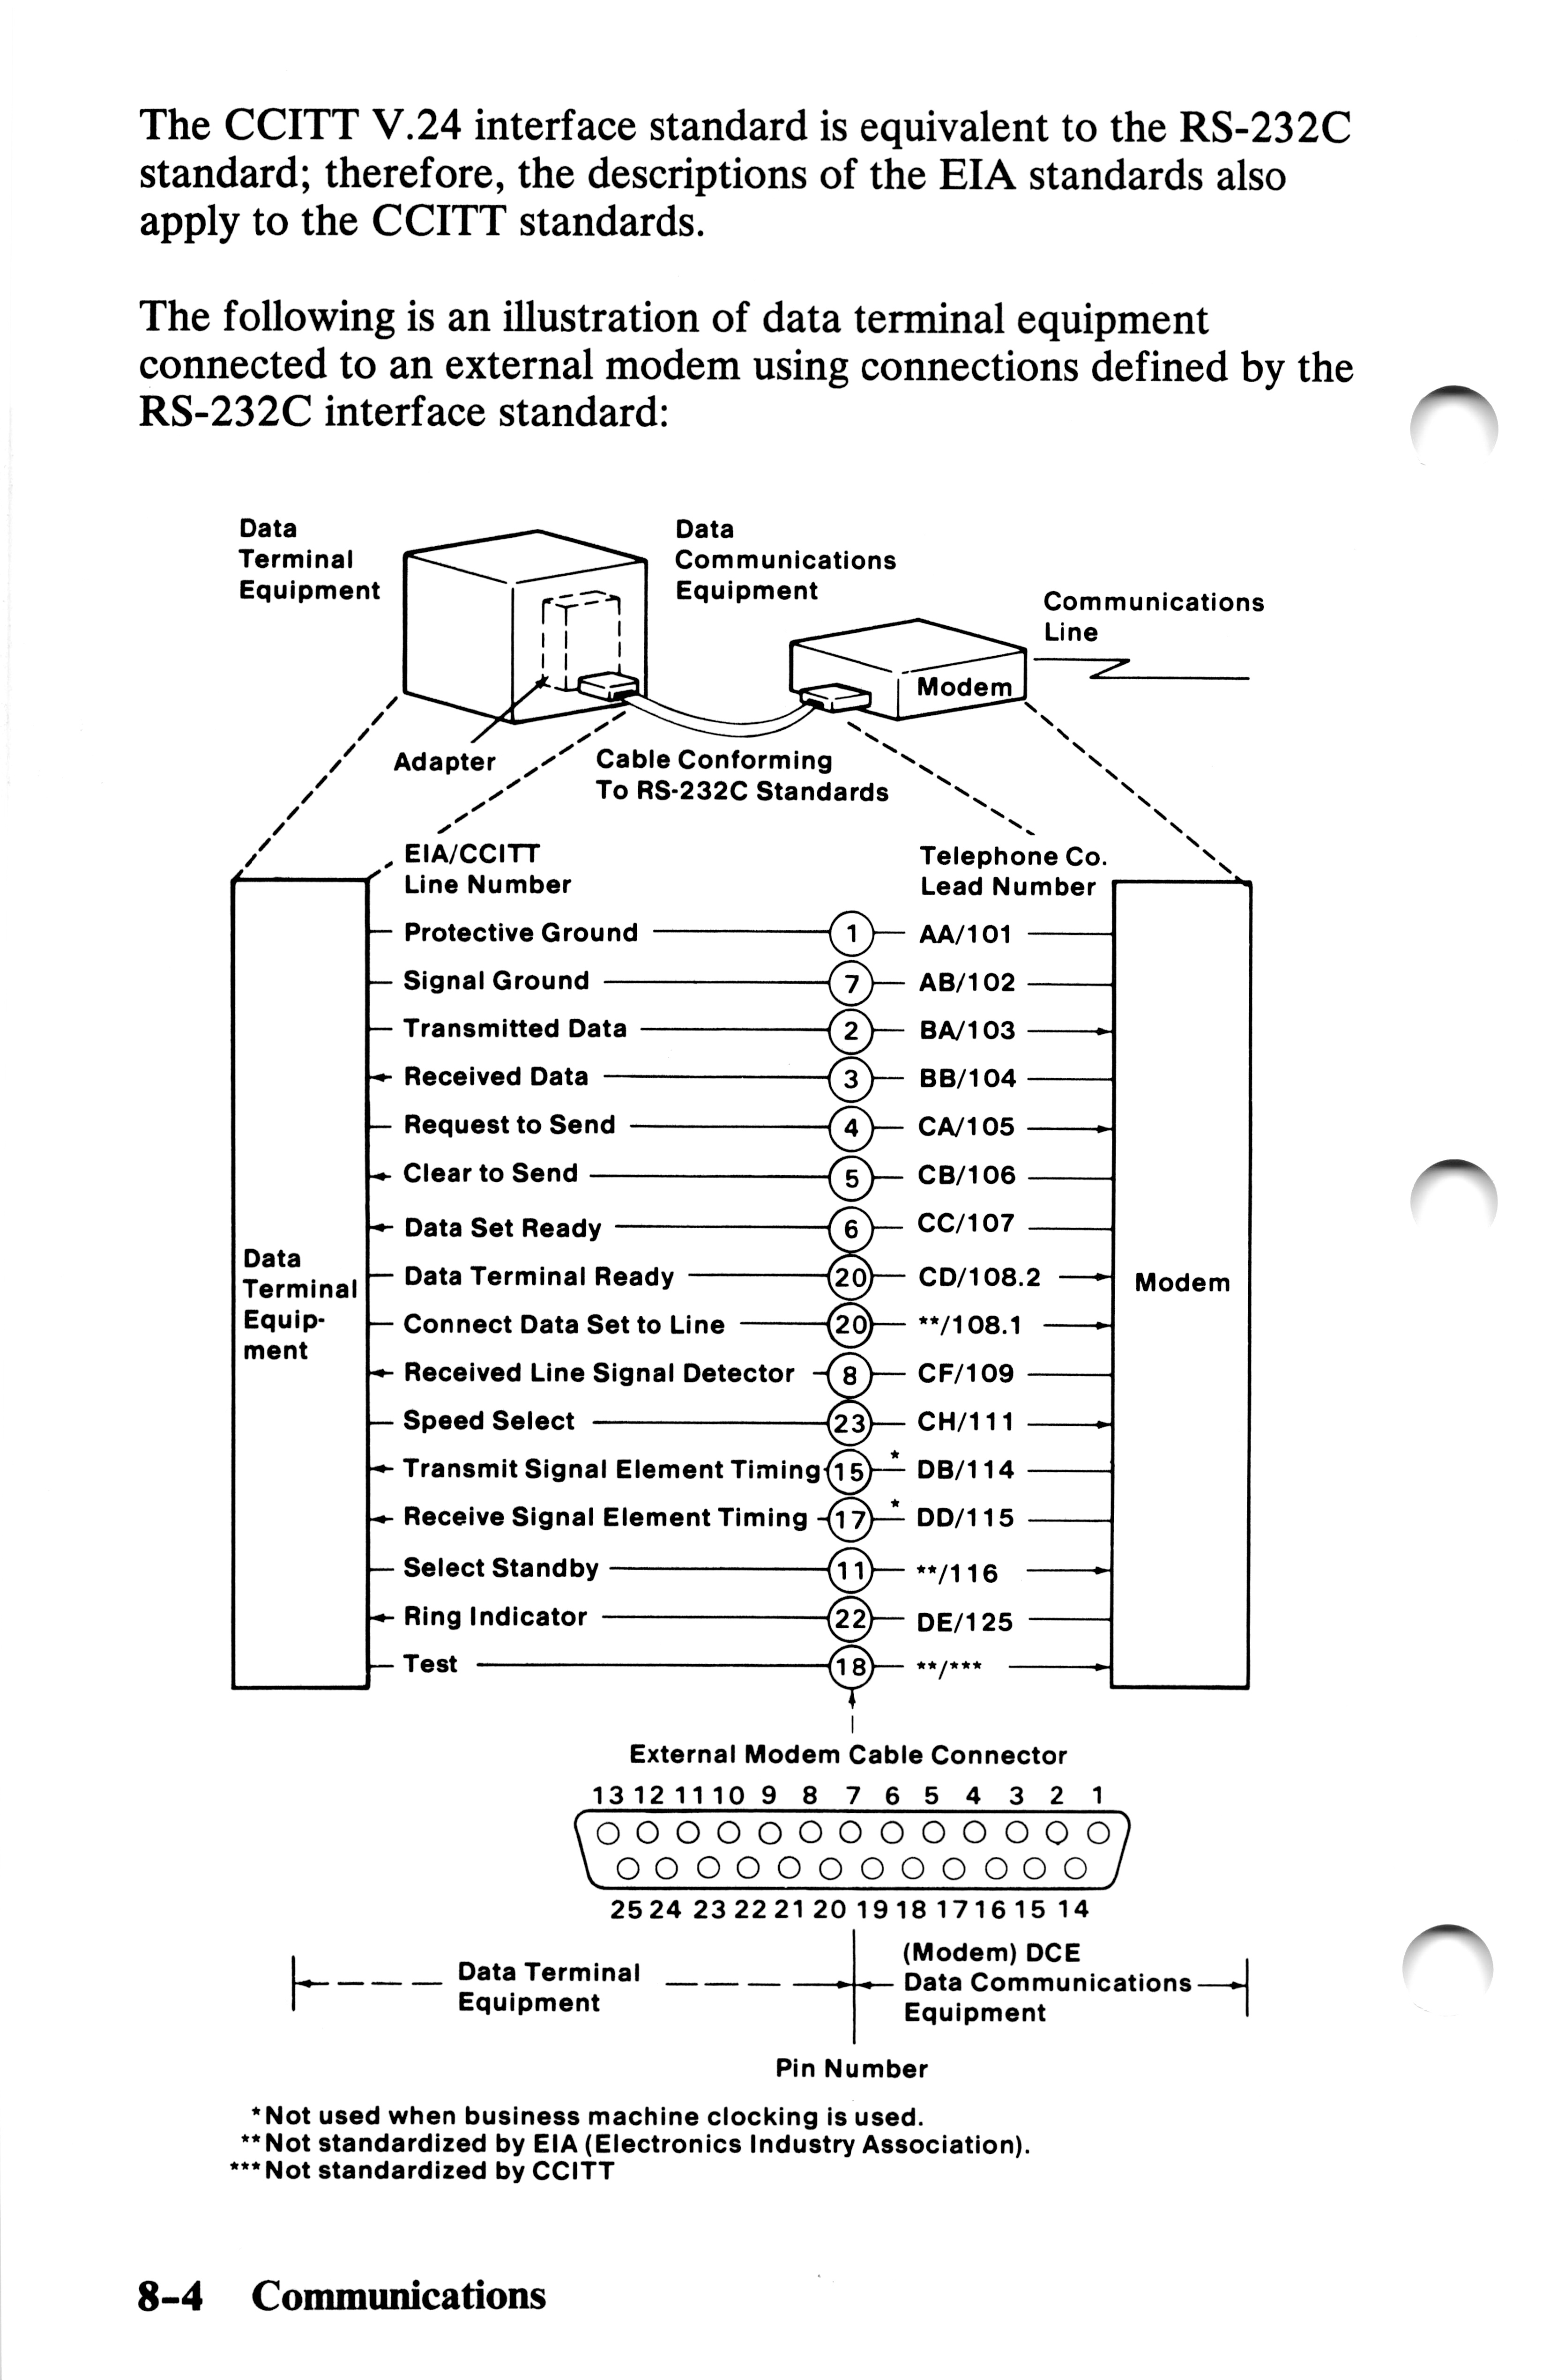 The CCITT V.24 interface standard is equivalent to the RS-232C
standard; therefore, the descriptions of the EIA standards also
apply to the CCITT standards.
The following is an illustration of data terminal equipment
connected to an external modem using connections defined by the
RS-232C interface standard:
Data
Terminal
Equipment
Data
Communications
Equipment
Communications
Line
Modem
Adapter
Cable Conforming
To RS-232C Standards
EIA/CCITT
Line Number
Telephone Co.
Lead Number
Protective Ground 1 AA/101
Signal Ground 7 AB/102
Transmitted Data 2 BA/103
Received Data 3 BB/104
Request to Send 4 CA/105
Clear to Send 5 CB/106
Data Set Ready 6 CC/107
Data Terminal Ready 20 CD/108.2
Connect Data Set to Line 20 **/108.1
Received Line Signal Detector 8 CF/109
Speed Select 23 CH/111
Transmit Signal Element Timing 15 * DB/114
Receive Signal Element Timing 17 * DD/115
Select Standby 11 **/116
Ring Indicator 22 DE/125
Test 18 **/***
Data
Terminal
Equip-
ment
Modem
External Modem Cable Connector
13 12 11 10 9 8 7 6 5 4 3 2 1
25 24 23 22 21 20 19 18 17 16 15 14
Data Terminal
Equipment
(Modem) DCE
Data Communications
Equipment
Pin Number
*Not used when business machine clocking is used.
**Not standardized by EIA (Electronics Industry Association).
***Not standardized by CCITT
8-4 Communications